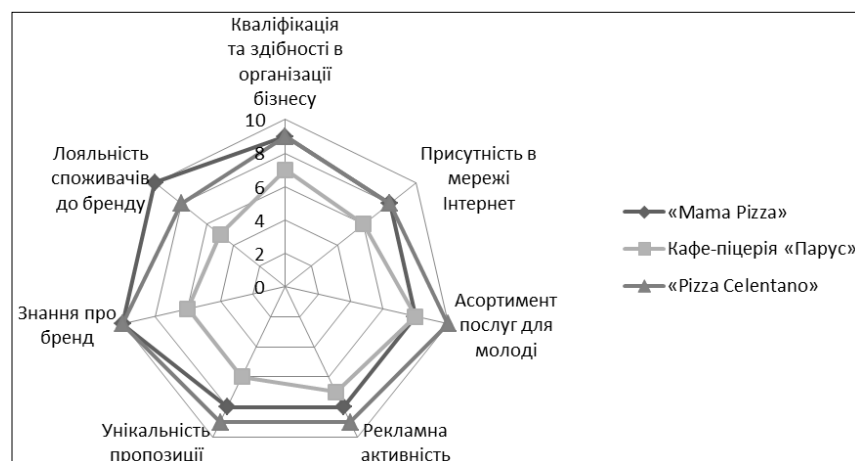 Кваліфікація
та здібності в
організації
бізнесу
10
8
6
4
2
0
Присутність в
мережі
Інтернет
Асортимент
послуг для
молоді
Рекламна
активність
Унікальність
пропозиції
Знання про
бренд
Лояльність
споживачів
до бренду
«Mama Pizza»
Кафе-піцерія «Парус»
«Pizza Celentano»